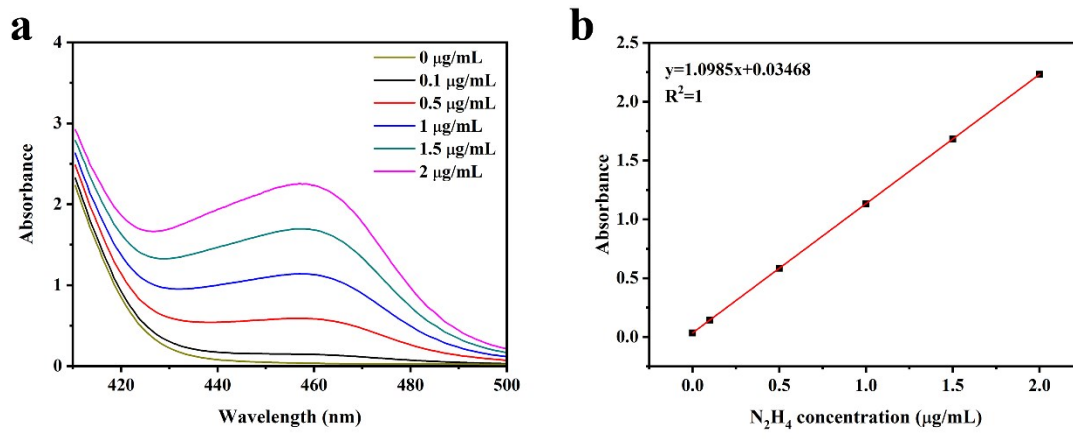 a
4
3
2
1
0
Absorbance
420
440
460
480
500
Wavelength (nm)
0 μg/mL
0.1 μg/mL
0.5 μg/mL
1 μg/mL
1.5 μg/mL
2 μg/mL
b
2.5
2.0
1.5
1.0
0.5
0.0
Absorbance
y=1.0985x+0.03468
R²=1
0.0
0.5
1.0
1.5
2.0
N₂H₄ concentration (μg/mL)